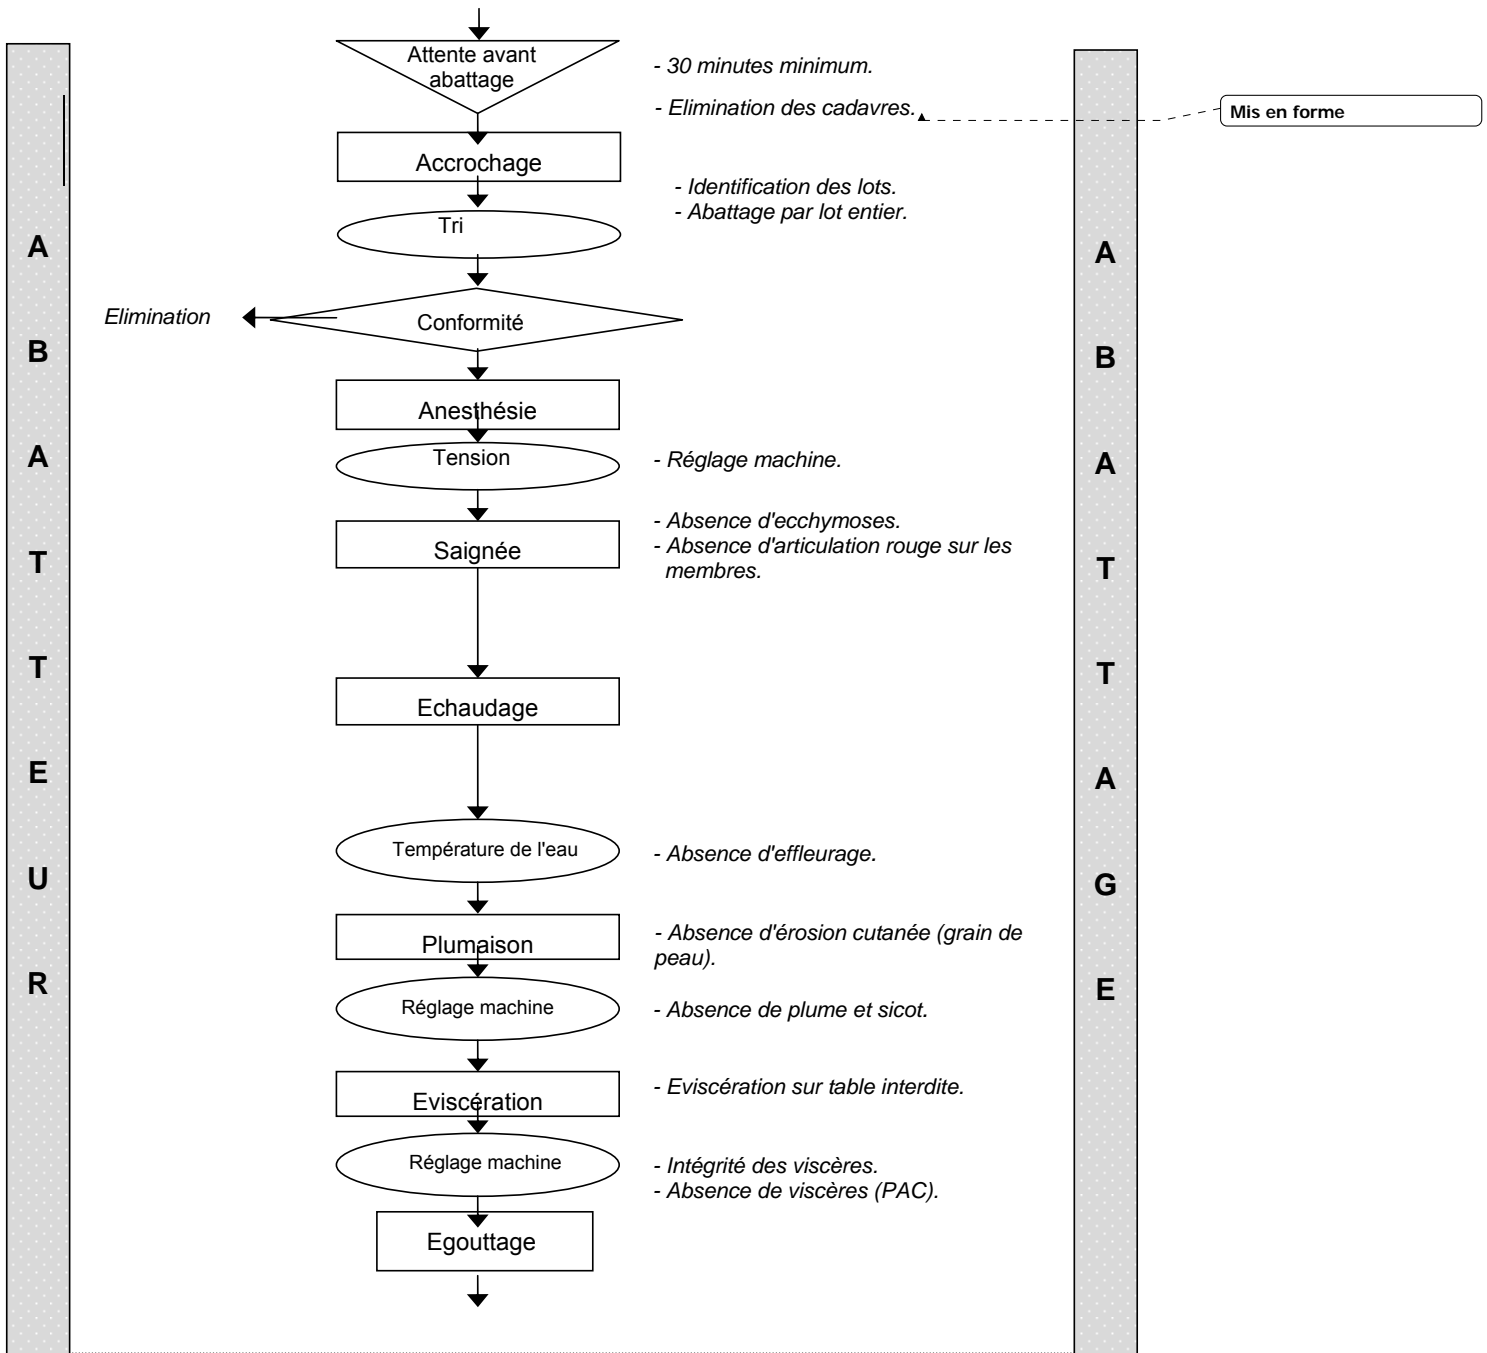 Attente avant
abattage
- 30 minutes minimum.
- Elimination des cadavres.
Mis en forme
Accrochage
- Identification des lots.
- Abattage par lot entier.
Tri
Elimination
Conformité
Anesthésie
Tension
- Réglage machine.
Saignée
- Absence d'ecchymoses.
- Absence d'articulation rouge sur les
membres.
Echaudage
Température de l'eau
- Absence d'effleurage.
Plumaison
- Absence d'érosion cutanée (grain de
peau).
Réglage machine
- Absence de plume et sicot.
Eviscération
- Eviscération sur table interdite.
Réglage machine
- Intégrité des viscères.
- Absence de viscères (PAC).
Egouttage
A
B
A
T
T
E
U
R
A
B
A
T
T
A
G
E